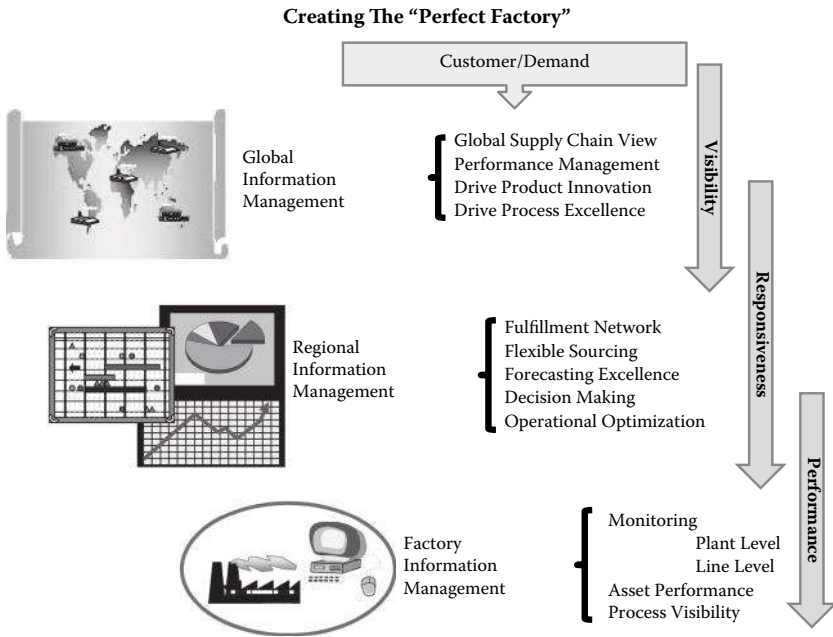 Creating The “Perfect Factory”
Customer/Demand
Global
Information
Management
Global Supply Chain View
Performance Management
Drive Product Innovation
Drive Process Excellence
Visibility
Regional
Information
Management
Fulfillment Network
Flexible Sourcing
Forecasting Excellence
Decision Making
Operational Optimization
Responsiveness
Factory
Information
Management
Monitoring
Plant Level
Line Level
Asset Performance
Process Visibility
Performance